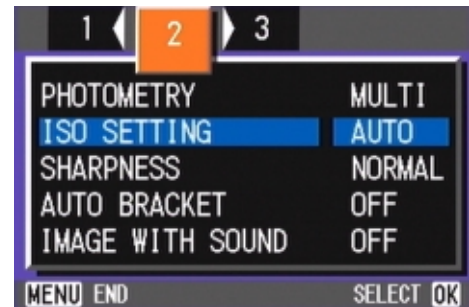 1 2 3
PHOTOMETRY MULTI
ISO SETTING AUTO
SHARPNESS NORMAL
AUTO BRACKET OFF
IMAGE WITH SOUND OFF
MENU END SELECT OK